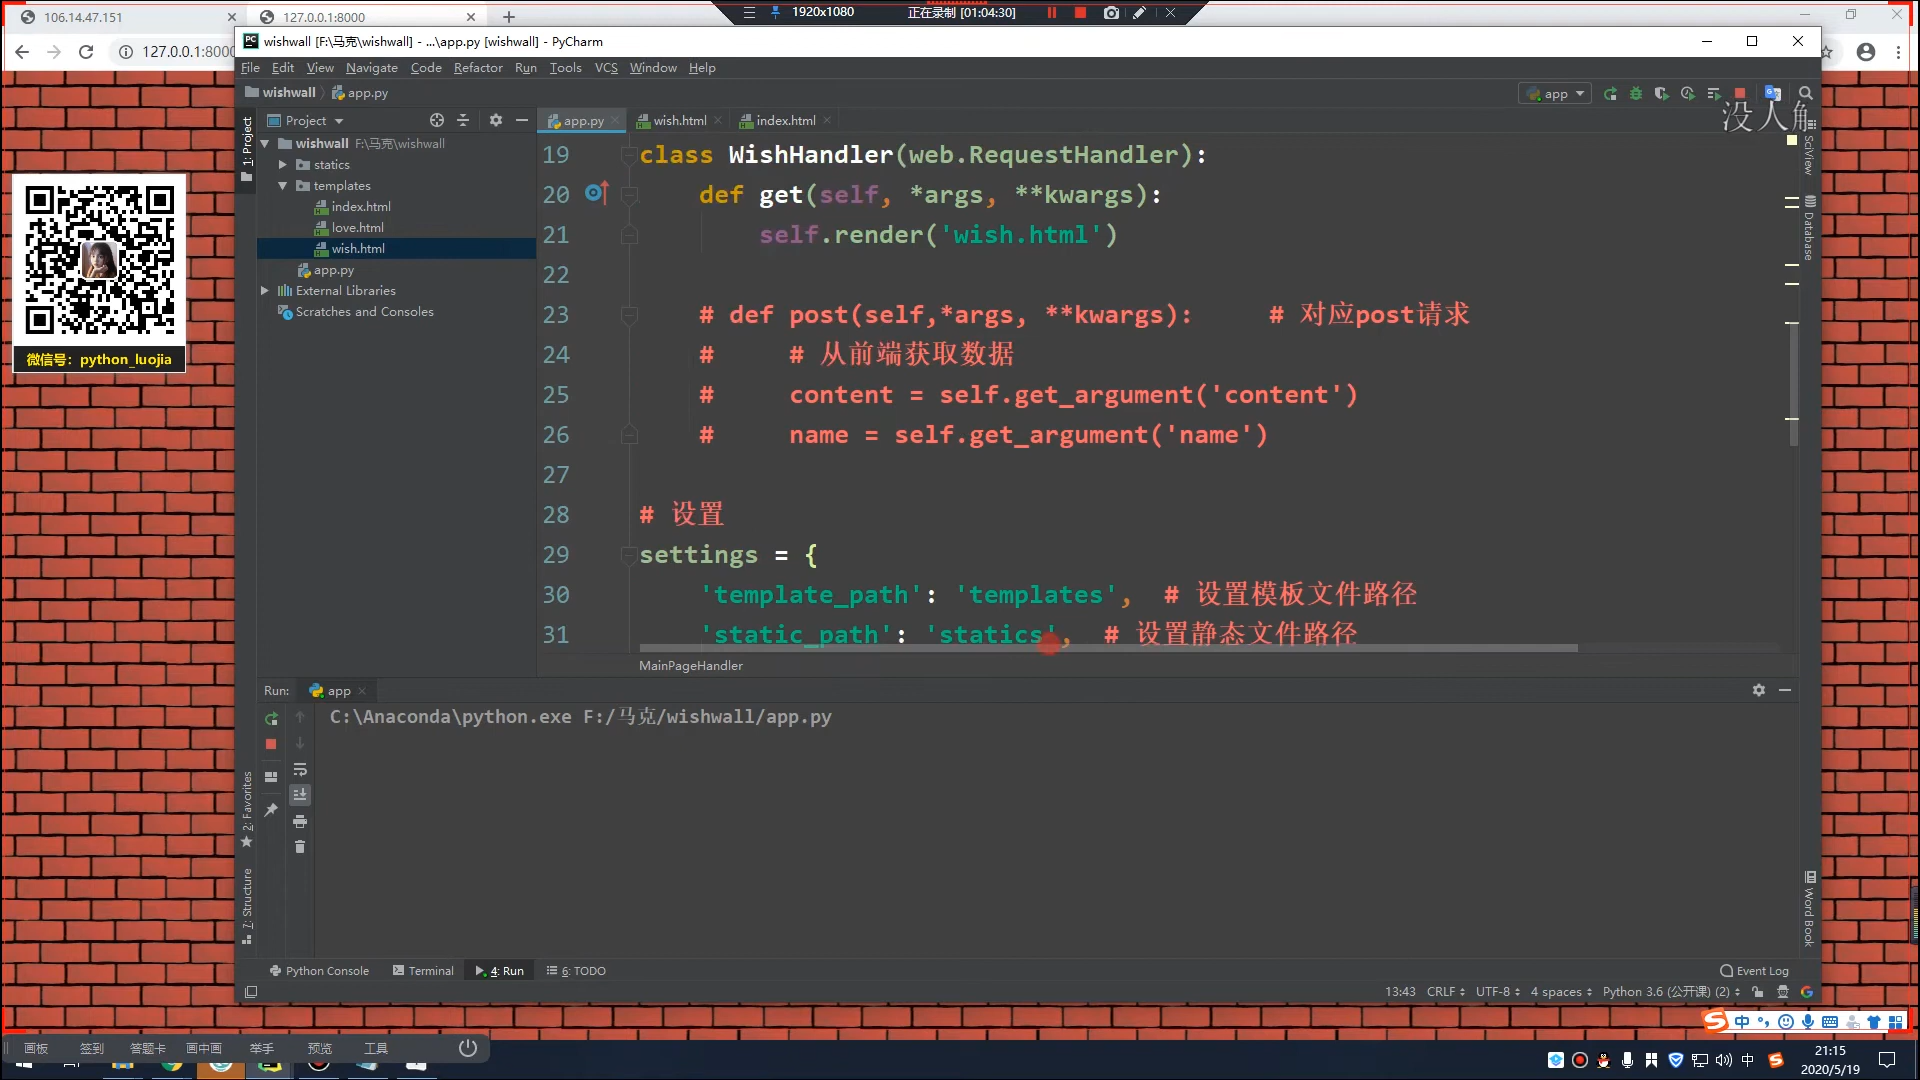 106.14.47.151
127.0.0.1:8000
1920x1080
正在录制 [01:04:30]
127.0.0.1:8000
wishwall [F:\马克\wishwall] - ...\app.py [wishwall] - PyCharm
File Edit View Navigate Code Refactor Run Tools VCS Window Help
wishwall app.py
app
没人解
1: Project
Project
app.py wish.html index.html
wishwall F:\马克\wishwall
statics
templates
index.html
love.html
wish.html
app.py
External Libraries
Scratches and Consoles
微信号：python_luojia
19 class WishHandler(web.RequestHandler):
20 def get(self, *args, **kwargs):
21 self.render('wish.html')
22
23 # def post(self,*args, **kwargs): # 对应post请求
24 # # 从前端获取数据
25 # content = self.get_argument('content')
26 # name = self.get_argument('name')
27
28 # 设置
29 settings = {
30 'template_path': 'templates', # 设置模板文件路径
31 'static_path': 'statics', # 设置静态文件路径
MainPageHandler
SciView
Database
Word Book
Run: app
C:\Anaconda\python.exe F:/马克/wishwall/app.py
2: Favorites
7: Structure
Python Console Terminal 4: Run 6: TODO Event Log
13:43 CRLF UTF-8 4 spaces Python 3.6 (公开课) (2)
中
画板 签到 答题卡 画中画 举手 预览 工具
中
21:15
2020/5/19